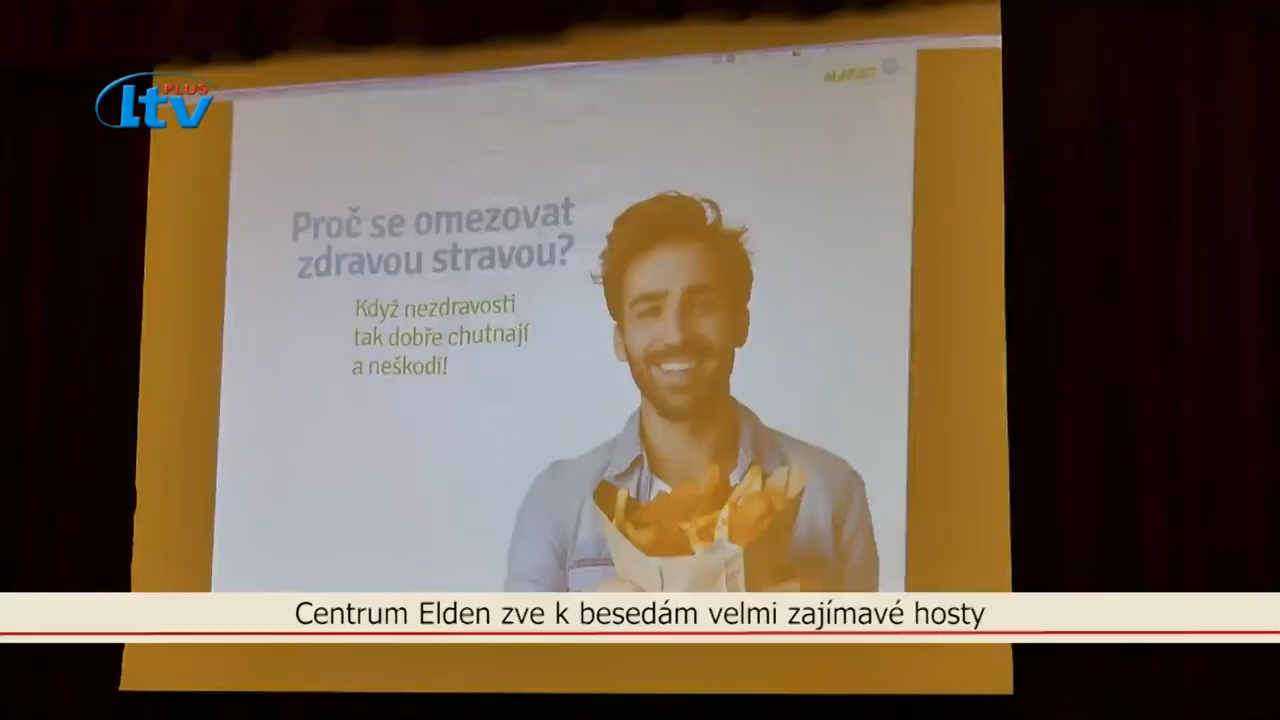 ltv PLUS
Proč se omezovat
zdravou stravou?
Když nezdravosti
tak dobře chutnají
a neškodí!
Centrum Elden zve k besedám velmi zajímavé hosty